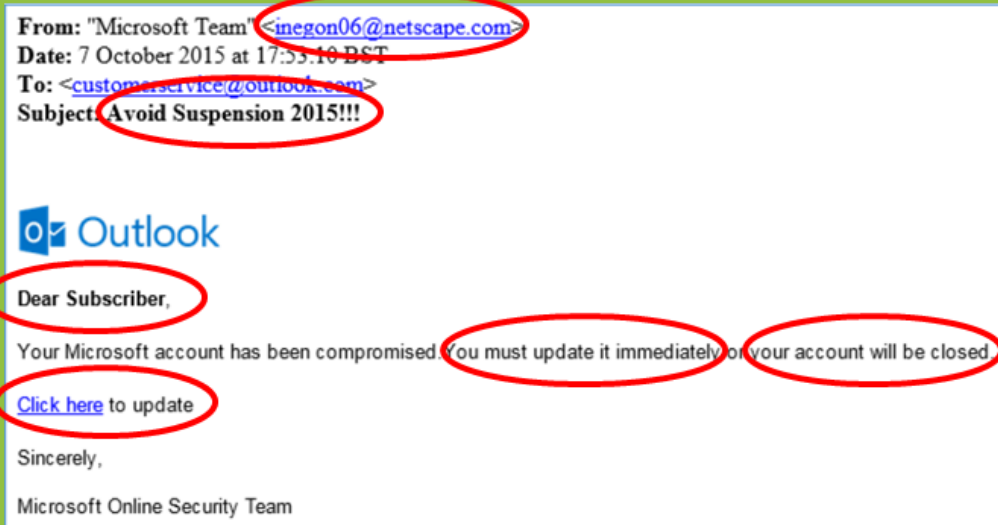 From: "Microsoft Team" <inegon06@netscape.com>
Date: 7 October 2015 at 17:53:10 BST
To: <customerservice@outlook.com>
Subject: Avoid Suspension 2015!!!
Outlook
Dear Subscriber,
Your Microsoft account has been compromised. You must update it immediately or your account will be closed.
Click here to update
Sincerely,
Microsoft Online Security Team